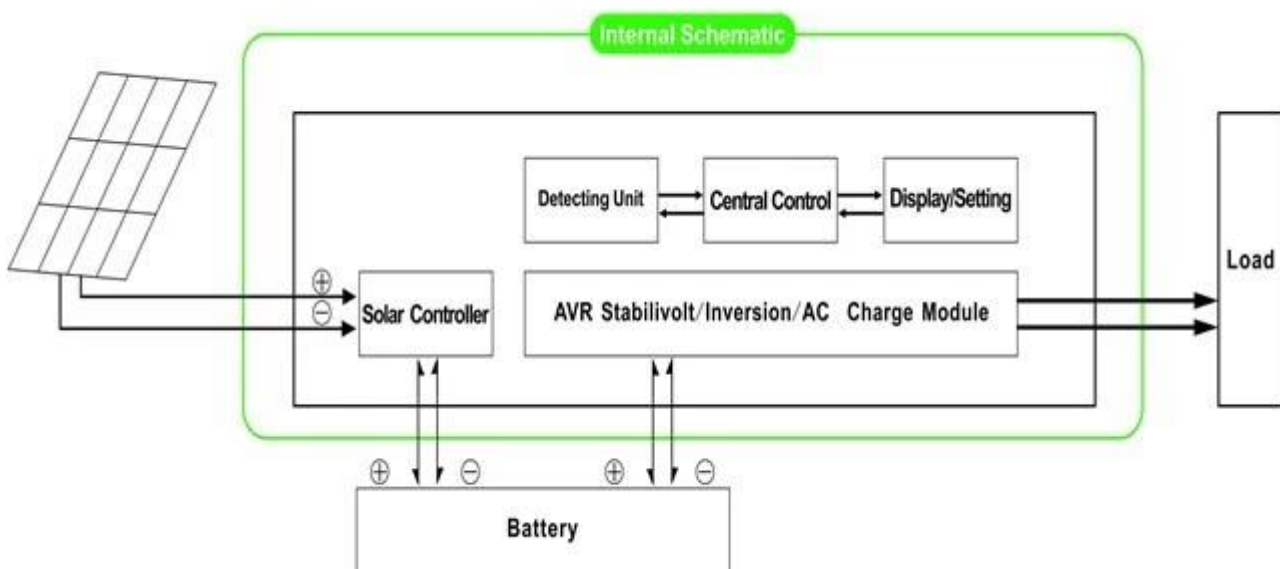 Internal Schematic
Detecting Unit
Central Control
Display/Setting
Load
⊕
⊖
Solar Controller
AVR Stabilivolt/Inversion/AC Charge Module
⊕ ⊖ ⊕ ⊖
Battery